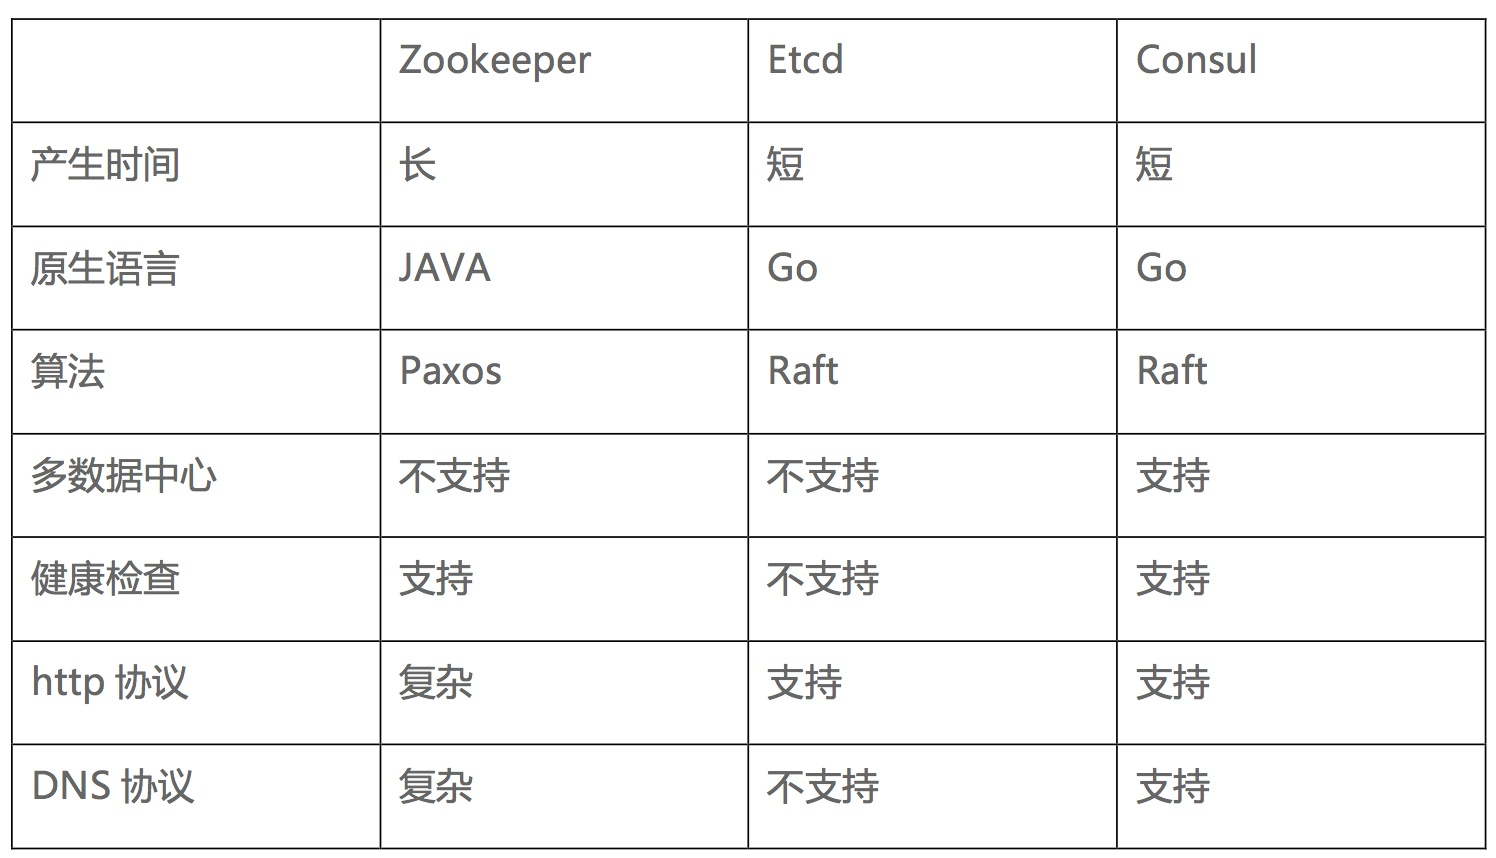 Zookeeper Etcd Consul
产生时间 长 短 短
原生语言 JAVA Go Go
算法 Paxos Raft Raft
多数据中心 不支持 不支持 支持
健康检查 支持 不支持 支持
http 协议 复杂 支持 支持
DNS 协议 复杂 不支持 支持